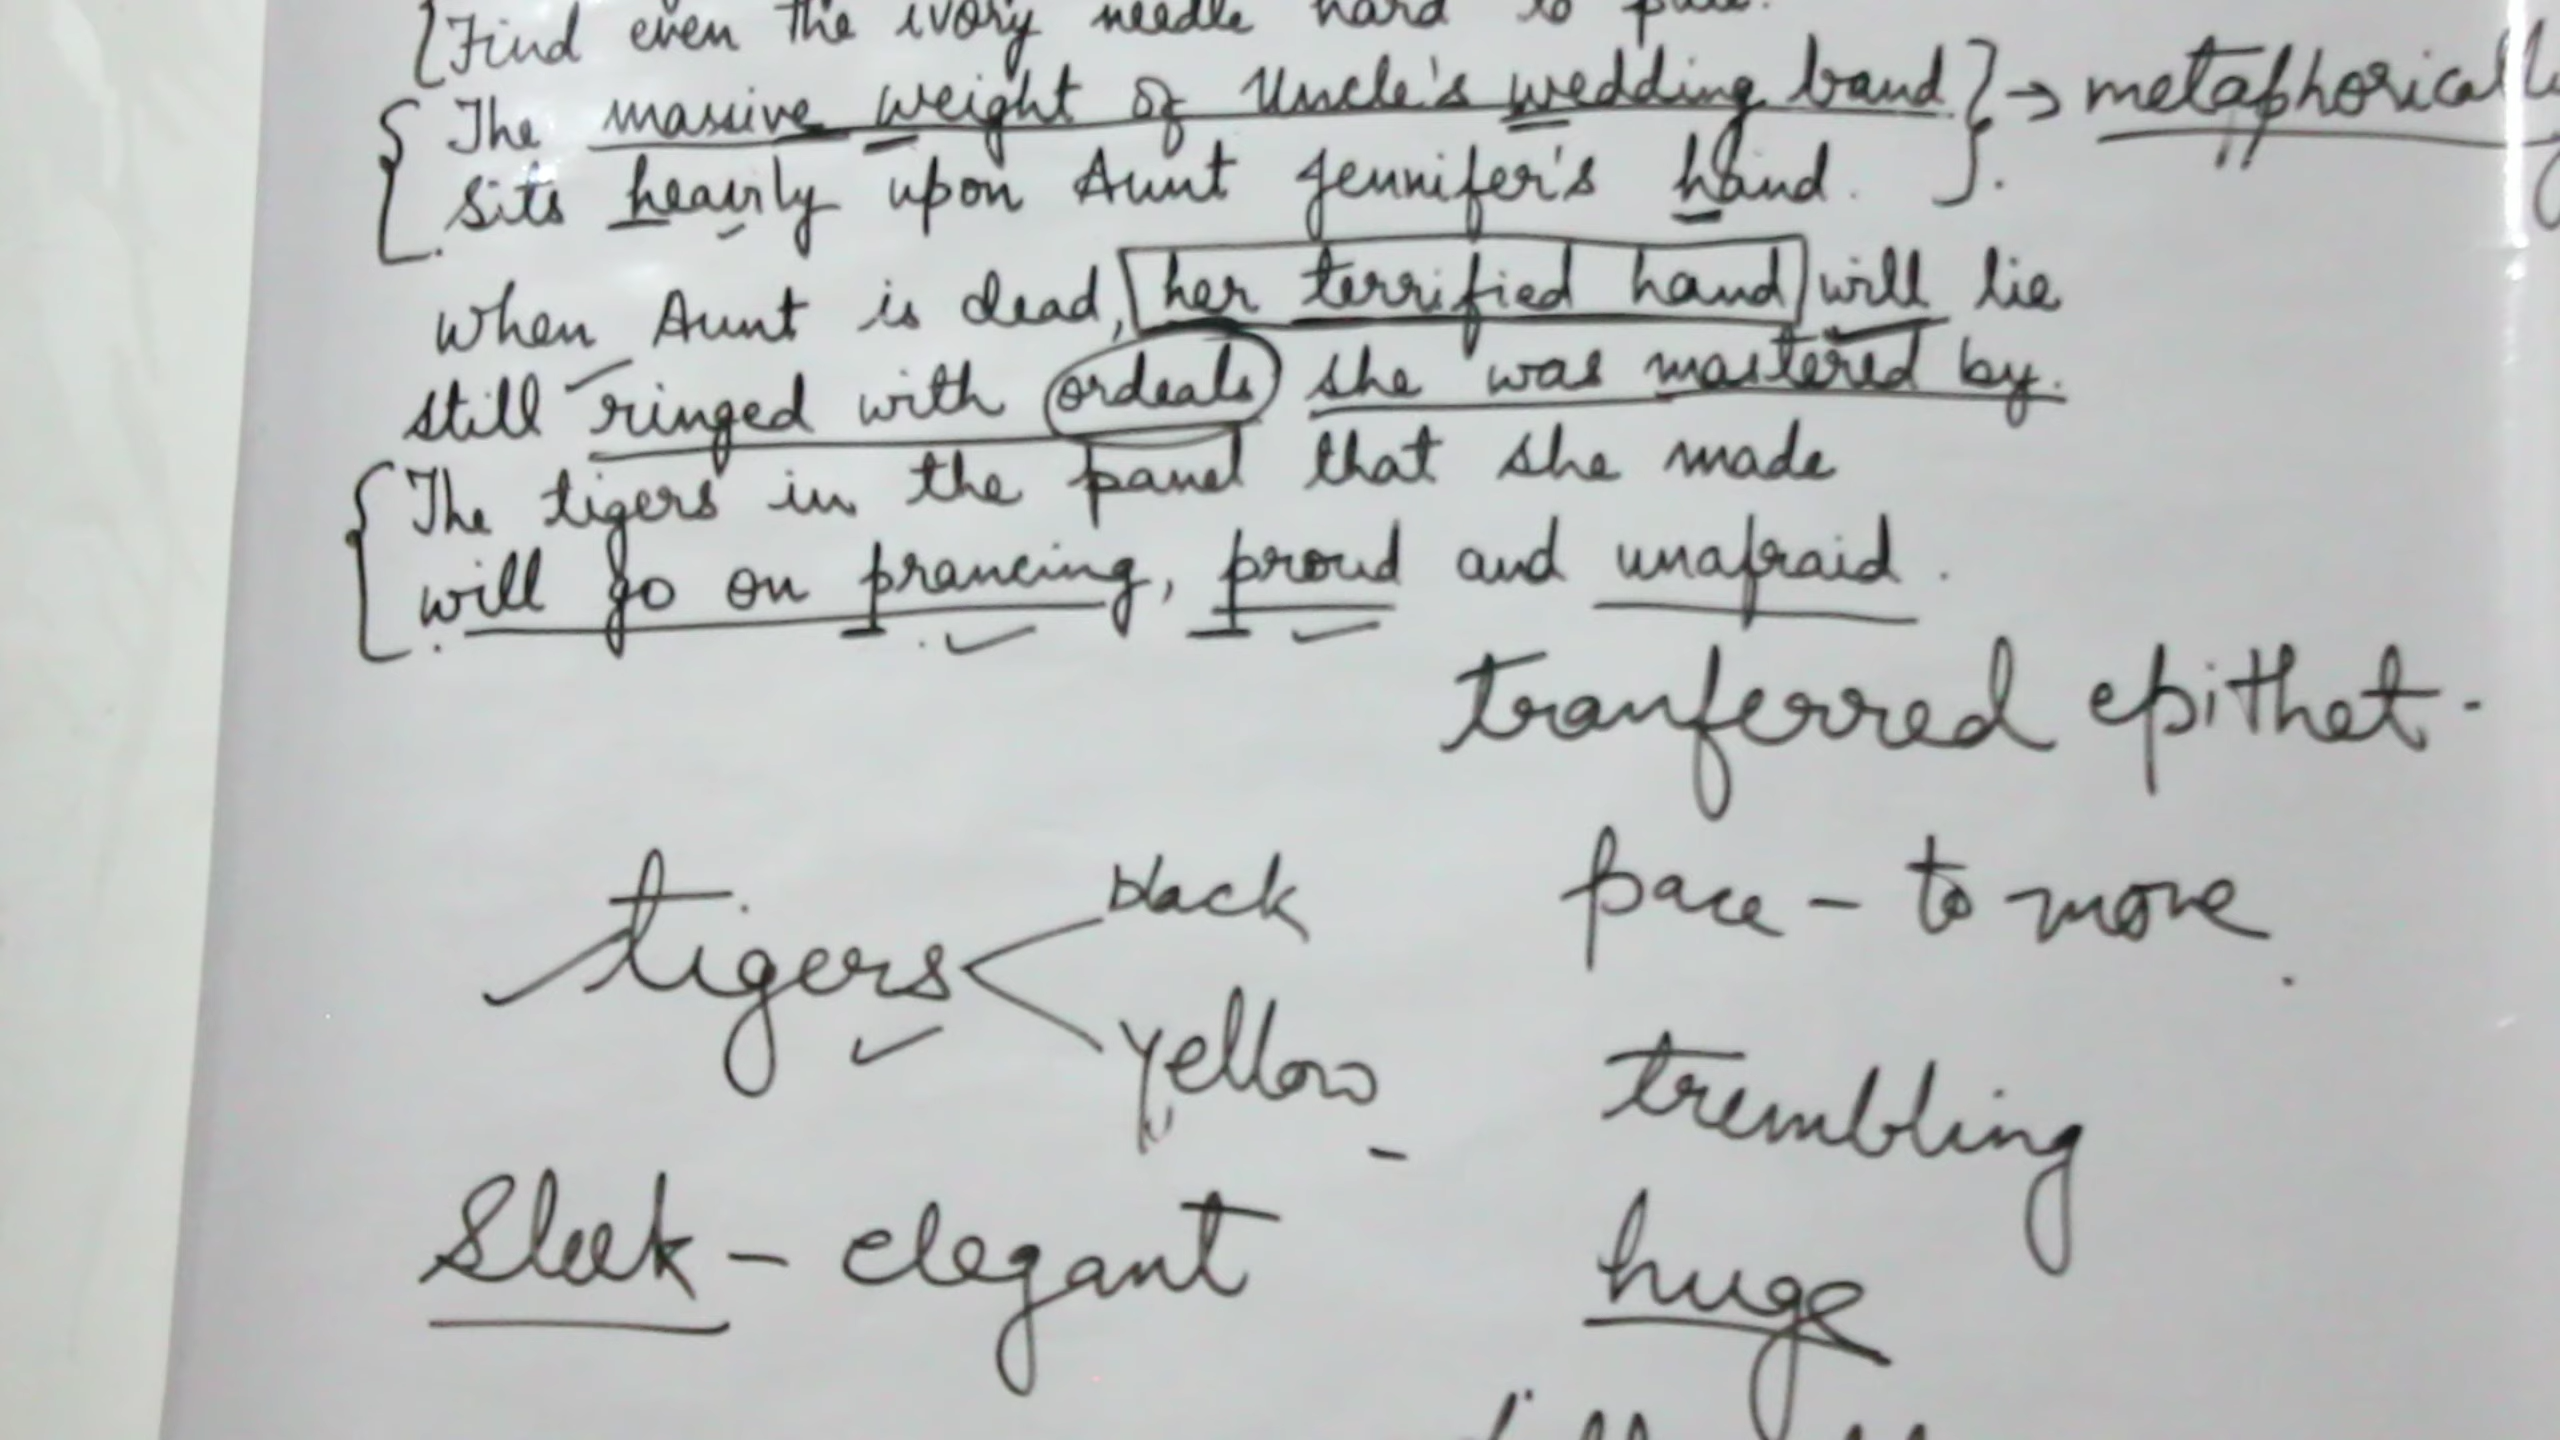 Find even the ivory needle hard to pull.
The massive weight of Uncle's wedding band → metaphorically
Sits heavily upon Aunt Jennifer's hand.
When Aunt is dead, her terrified hand will lie
still ringed with ordeals she was mastered by.
The tigers in the panel that she made
will go on prancing, proud and unafraid.
tranferred epithet.
tigers
black
yellow
pace - to move
trembling
Sleek - elegant
huge